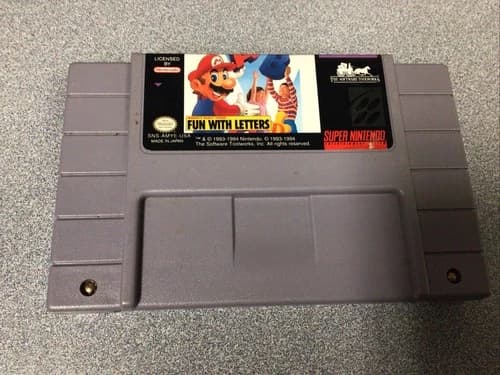 LICENSED
BY
Nintendo
THE SOFTWARE TOOLWORKS
FUN WITH LETTERS
SNS-AMYE-USA
MADE IN JAPAN
™ & © 1993-1994 Nintendo. © 1993-1994
The Software Toolworks, Inc. All rights reserved.
SUPER NINTENDO